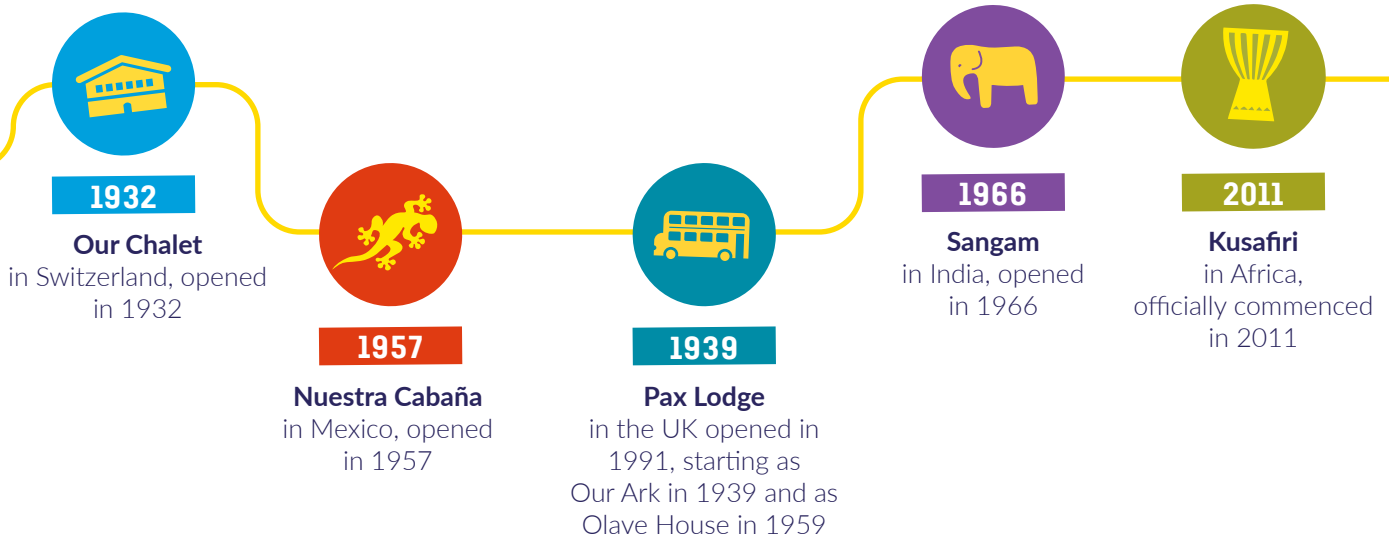 1932
Our Chalet
in Switzerland, opened
in 1932
1957
Nuestra Cabaña
in Mexico, opened
in 1957
1939
Pax Lodge
in the UK opened in
1991, starting as
Our Ark in 1939 and as
Olave House in 1959
1966
Sangam
in India, opened
in 1966
2011
Kusafiri
in Africa,
officially commenced
in 2011